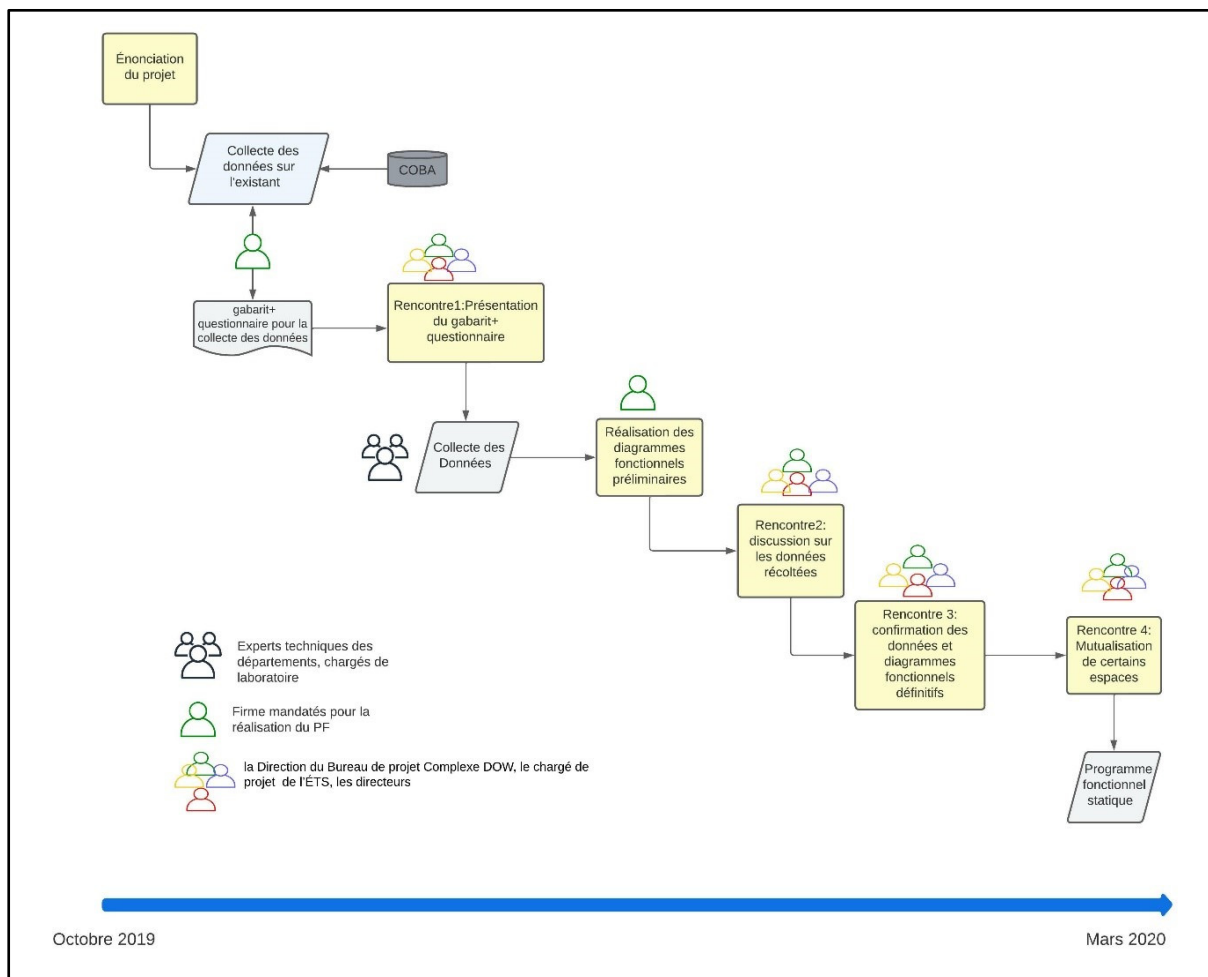 Énonciation
du projet
Collecte des
données sur
l'existant
COBA
gabarit+
questionnaire pour la
collecte des données
Rencontre1:Présentation
du gabarit+
questionnaire
Collecte des
Données
Réalisation des
diagrammes
fonctionnels
préliminaires
Rencontre2:
discussion sur
les données
récoltées
Rencontre 3:
confirmation des
données et
diagrammes
fonctionnels
définitifs
Rencontre 4:
Mutualisation
de certains
espaces
Programme
fonctionnel
statique
Experts techniques des
départements, chargés de
laboratoire
Firme mandatés pour la
réalisation du PF
la Direction du Bureau de projet Complexe DOW, le chargé de
projet de l'ÉTS, les directeurs
Octobre 2019
Mars 2020